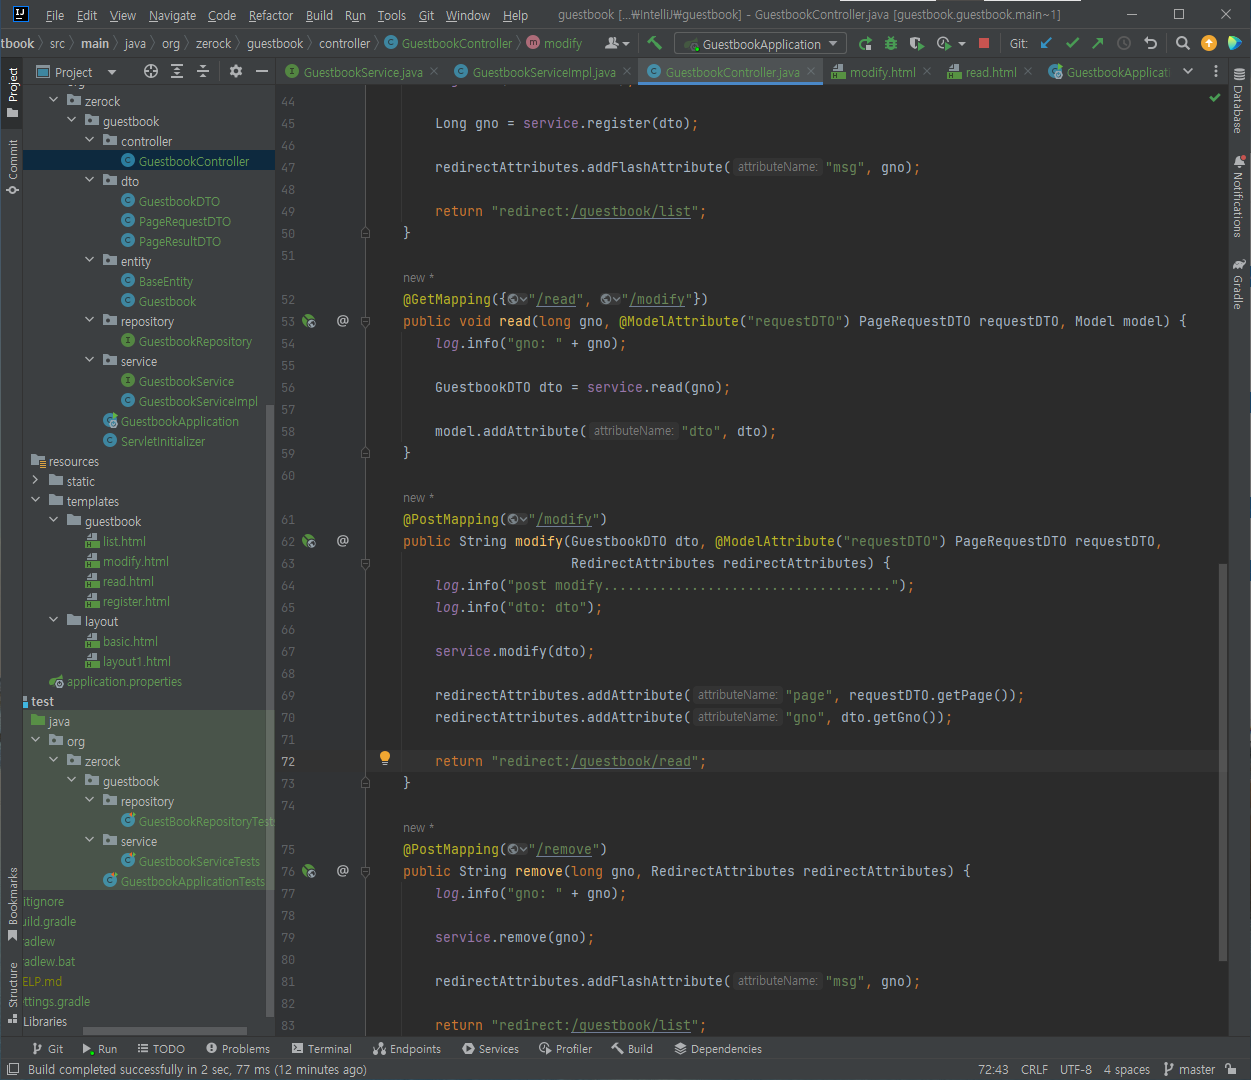 File Edit View Navigate Code Refactor Build Run Tools Git Window Help guestbook [...₩IntelliJ₩guestbook] - GuestbookController.java [guestbook.guestbook.main~1]
tbook src main java org zerock guestbook controller GuestbookController modify GuestbookApplication Git:
Project GuestbookService.java GuestbookServiceImpl.java GuestbookController.java modify.html read.html GuestbookApplicati
Project
Commit
Bookmarks
Structure
zerock
guestbook
controller
GuestbookController
dto
GuestbookDTO
PageRequestDTO
PageResultDTO
entity
BaseEntity
Guestbook
repository
GuestbookRepository
service
GuestbookService
GuestbookServiceImpl
GuestbookApplication
ServletInitializer
resources
static
templates
guestbook
list.html
modify.html
read.html
register.html
layout
basic.html
layout1.html
application.properties
test
java
org
zerock
guestbook
repository
GuestBookRepositoryTest
service
GuestbookServiceTests
GuestbookApplicationTests
itignore
uild.gradle
radlew
radlew.bat
ELP.md
ettings.gradle
Libraries
44
45 Long gno = service.register(dto);
46
47 redirectAttributes.addFlashAttribute( attributeName: "msg", gno);
48
49 return "redirect:/guestbook/list";
50 }
51
new *
52 @GetMapping({"/read", "/modify"})
53 @ public void read(long gno, @ModelAttribute("requestDTO") PageRequestDTO requestDTO, Model model) {
54 log.info("gno: " + gno);
55
56 GuestbookDTO dto = service.read(gno);
57
58 model.addAttribute( attributeName: "dto", dto);
59 }
60
new *
61 @PostMapping("/modify")
62 @ public String modify(GuestbookDTO dto, @ModelAttribute("requestDTO") PageRequestDTO requestDTO,
63 RedirectAttributes redirectAttributes) {
64 log.info("post modify....................................");
65 log.info("dto: dto");
66
67 service.modify(dto);
68
69 redirectAttributes.addAttribute( attributeName: "page", requestDTO.getPage());
70 redirectAttributes.addAttribute( attributeName: "gno", dto.getGno());
71
72 return "redirect:/guestbook/read";
73 }
74
new *
75 @PostMapping("/remove")
76 @ public String remove(long gno, RedirectAttributes redirectAttributes) {
77 log.info("gno: " + gno);
78
79 service.remove(gno);
80
81 redirectAttributes.addFlashAttribute( attributeName: "msg", gno);
82
83 return "redirect:/guestbook/list";
Database
Notifications
Gradle
Git Run TODO Problems Terminal Endpoints Services Profiler Build Dependencies
Build completed successfully in 2 sec, 77 ms (12 minutes ago) 72:43 CRLF UTF-8 4 spaces master